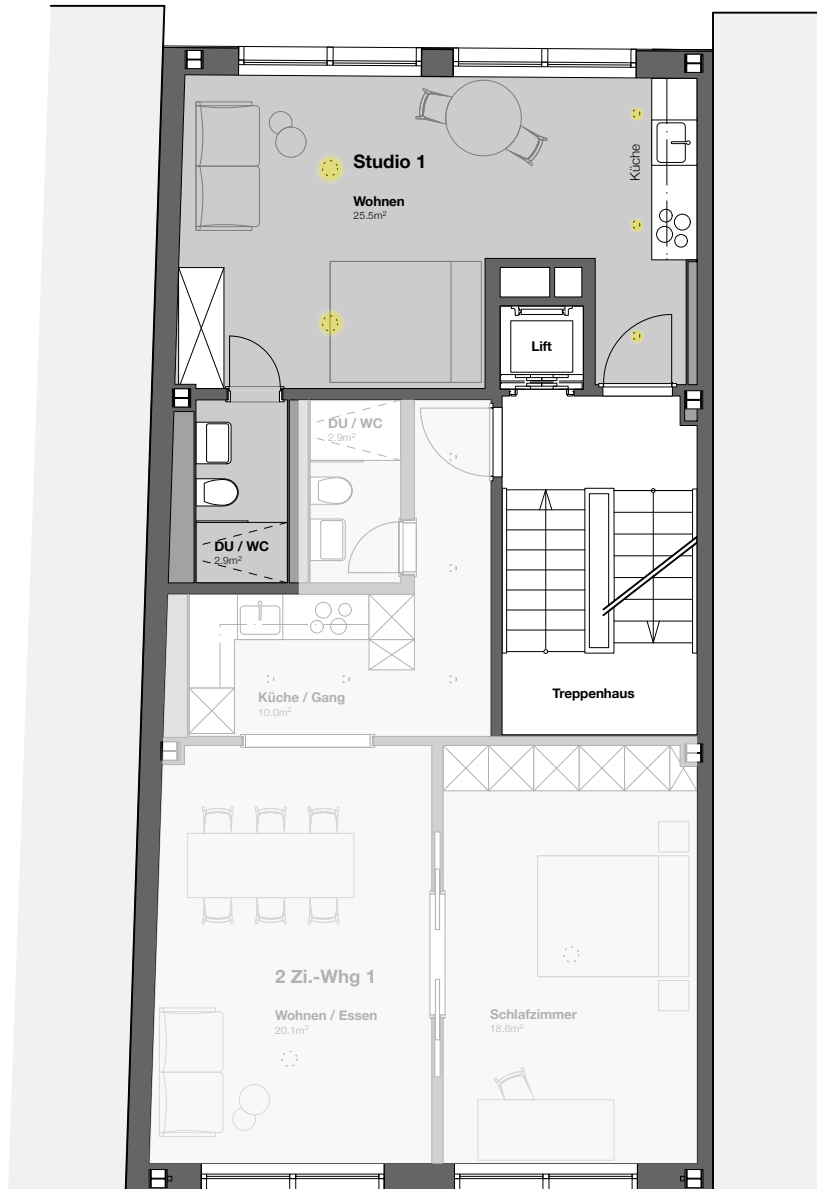 Studio 1
Wohnen
25.5m²
Küche
Lift
DU / WC
2.9m²
DU / WC
2.9m²
Küche / Gang
10.0m²
Treppenhaus
2 Zi.-Whg 1
Wohnen / Essen
20.1m²
Schlafzimmer
18.6m²